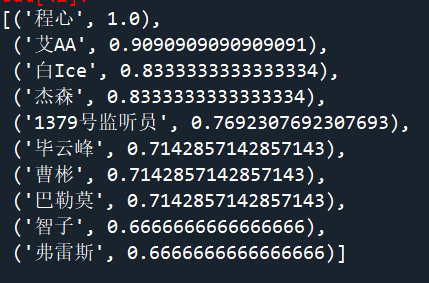 [('程心', 1.0),
('艾AA', 0.9090909090909091),
('白Ice', 0.8333333333333334),
('杰森', 0.8333333333333334),
('1379号监听员', 0.7692307692307693),
('毕云峰', 0.7142857142857143),
('曹彬', 0.7142857142857143),
('巴勒莫', 0.7142857142857143),
('智子', 0.6666666666666666),
('弗雷斯', 0.6666666666666666)]